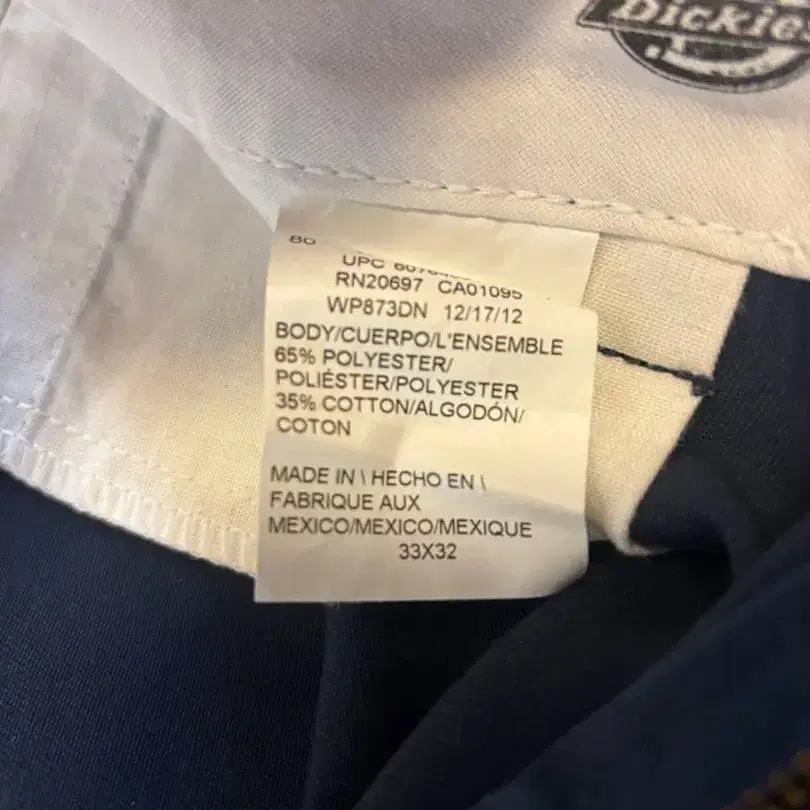 Dickies
UPC
RN20697 CA01095
WP873DN 12/17/12
BODY/CUERPO/L'ENSEMBLE
65% POLYESTER/
POLIÉSTER/POLYESTER
35% COTTON/ALGODÓN/
COTON
MADE IN \ HECHO EN \
FABRIQUE AUX
MEXICO/MEXICO/MEXIQUE
33X32